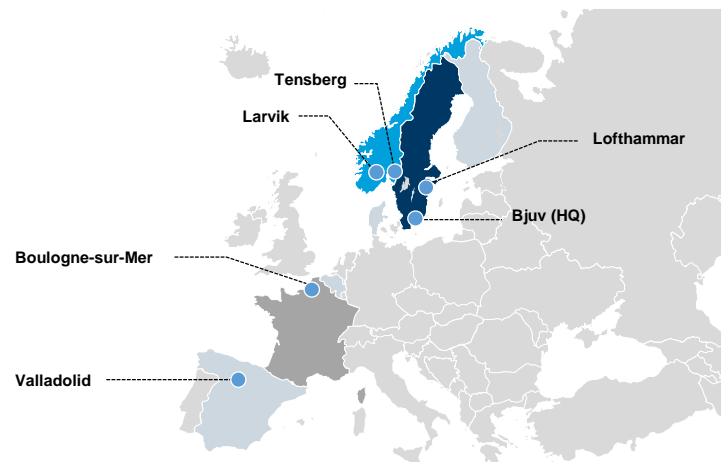 Tensberg
Larvik
Lofthammar
Bjuv (HQ)
Boulogne-sur-Mer
Valladolid